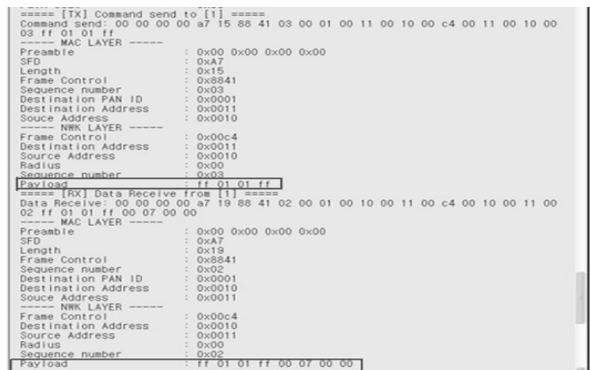 ===== [TX] Command send to [1] =====
Command send: 00 00 00 00 a7 15 88 41 03 00 01 00 11 00 10 00 c4 00 11 00 10 00
03 ff 01 01 ff
----- MAC LAYER -----
Preamble : 0x00 0x00 0x00 0x00
SFD : 0xA7
Length : 0x15
Frame Control : 0x8841
Sequence number : 0x03
Destination PAN ID : 0x0001
Destination Address : 0x0011
Souce Address : 0x0010
----- NWK LAYER -----
Frame Control : 0x00c4
Destination Address : 0x0011
Source Address : 0x0010
Radius : 0x00
Sequence number : 0x03
Payload : ff 01 01 ff
===== [RX] Data Receive from [1] =====
Data Receive: 00 00 00 00 a7 19 88 41 02 00 01 00 10 00 11 00 c4 00 10 00 11 00
02 ff 01 01 ff 00 07 00 00
----- MAC LAYER -----
Preamble : 0x00 0x00 0x00 0x00
SFD : 0xA7
Length : 0x19
Frame Control : 0x8841
Sequence number : 0x02
Destination PAN ID : 0x0001
Destination Address : 0x0010
Souce Address : 0x0011
----- NWK LAYER -----
Frame Control : 0x00c4
Destination Address : 0x0010
Source Address : 0x0011
Radius : 0x00
Sequence number : 0x02
Payload : ff 01 01 ff 00 07 00 00